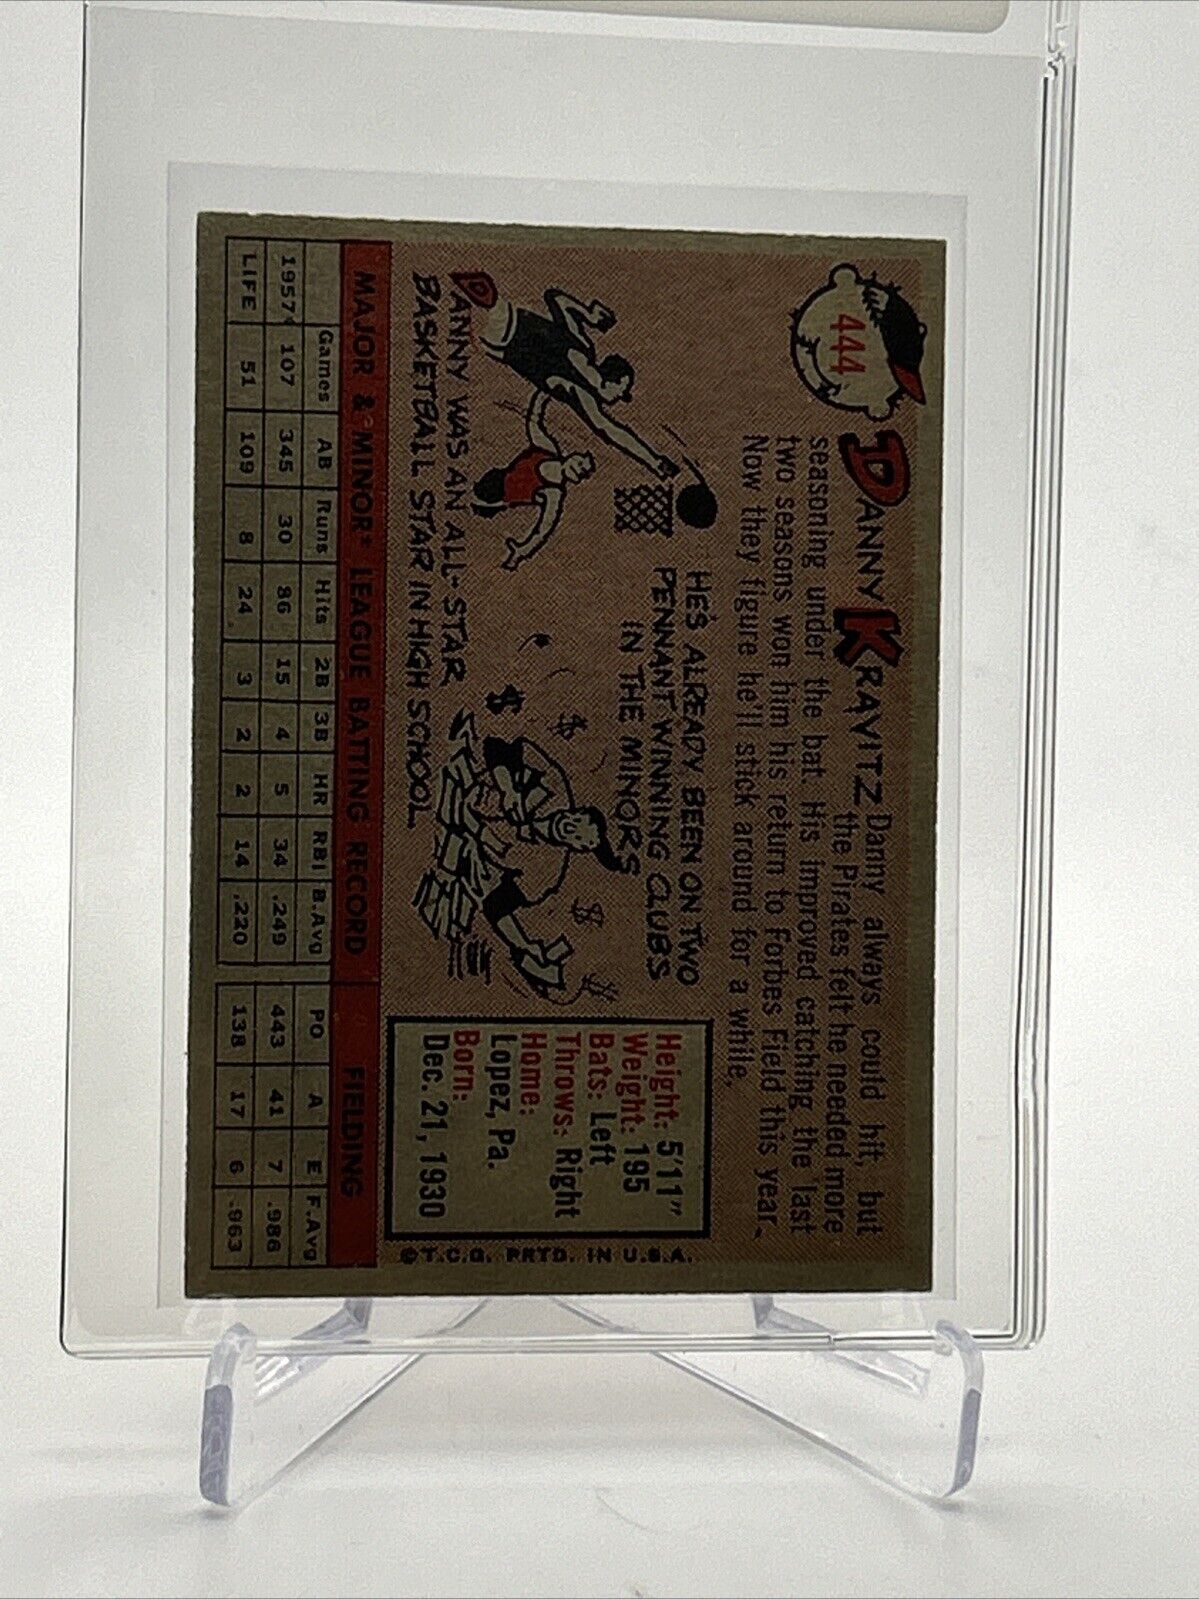 444
DANNY KRAVITZ Danny always could hit, but
the Pirates felt he needed more
seasoning under the bat. His improved catching the last
two seasons won him his return to Forbes Field this year.
Now they figure he'll stick around for a while.
HE'S ALREADY BEEN ON TWO
PENNANT WINNING CLUBS
IN THE MINORS
DANNY WAS AN ALL-STAR
BASKETBALL STAR IN HIGH SCHOOL.
$ $ $ $ $
Height: 5'11"
Weight: 195
Bats: Left
Throws: Right
Home:
Lopez, Pa.
Born:
Dec. 21, 1930
©T.C.G. PRTD. IN U.S.A.
MAJOR & MINOR* LEAGUE BATTING RECORD FIELDING
Games AB Runs Hits 2B 3B HR RBI B.Avg PO A E F.Avg
1957* 107 345 30 86 15 4 5 34 .249 443 41 7 .986
LIFE 51 109 8 24 3 2 2 14 .220 138 17 6 .963